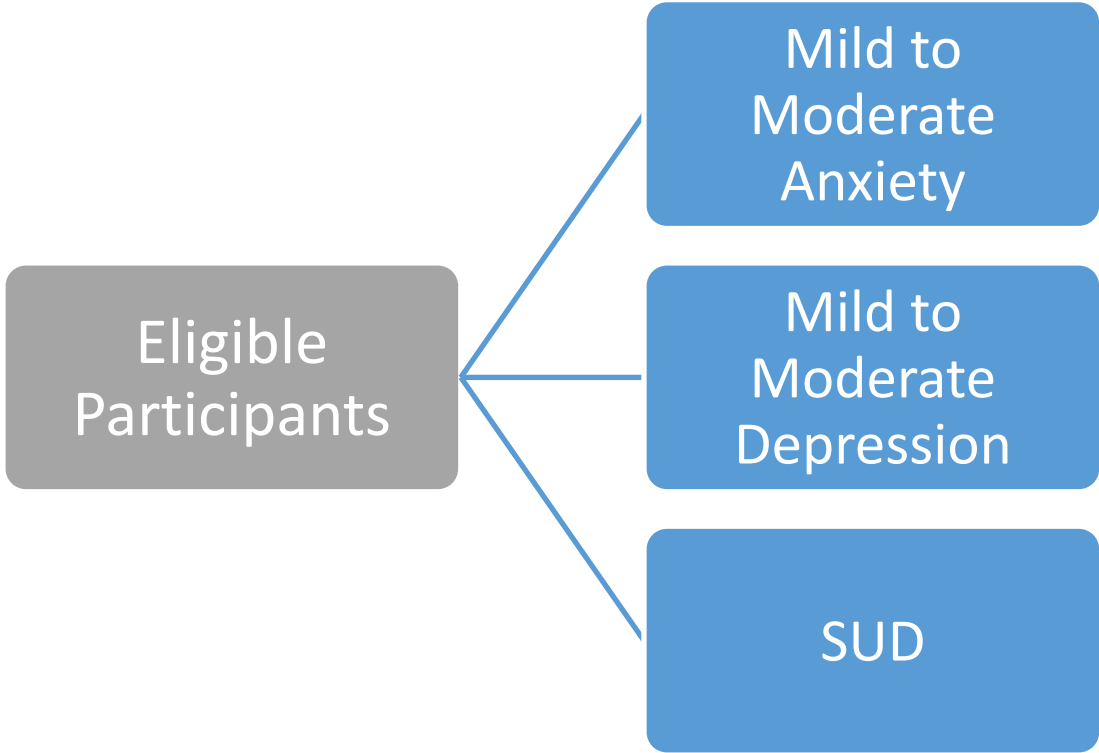 Eligible
Participants
Mild to
Moderate
Anxiety
Mild to
Moderate
Depression
SUD